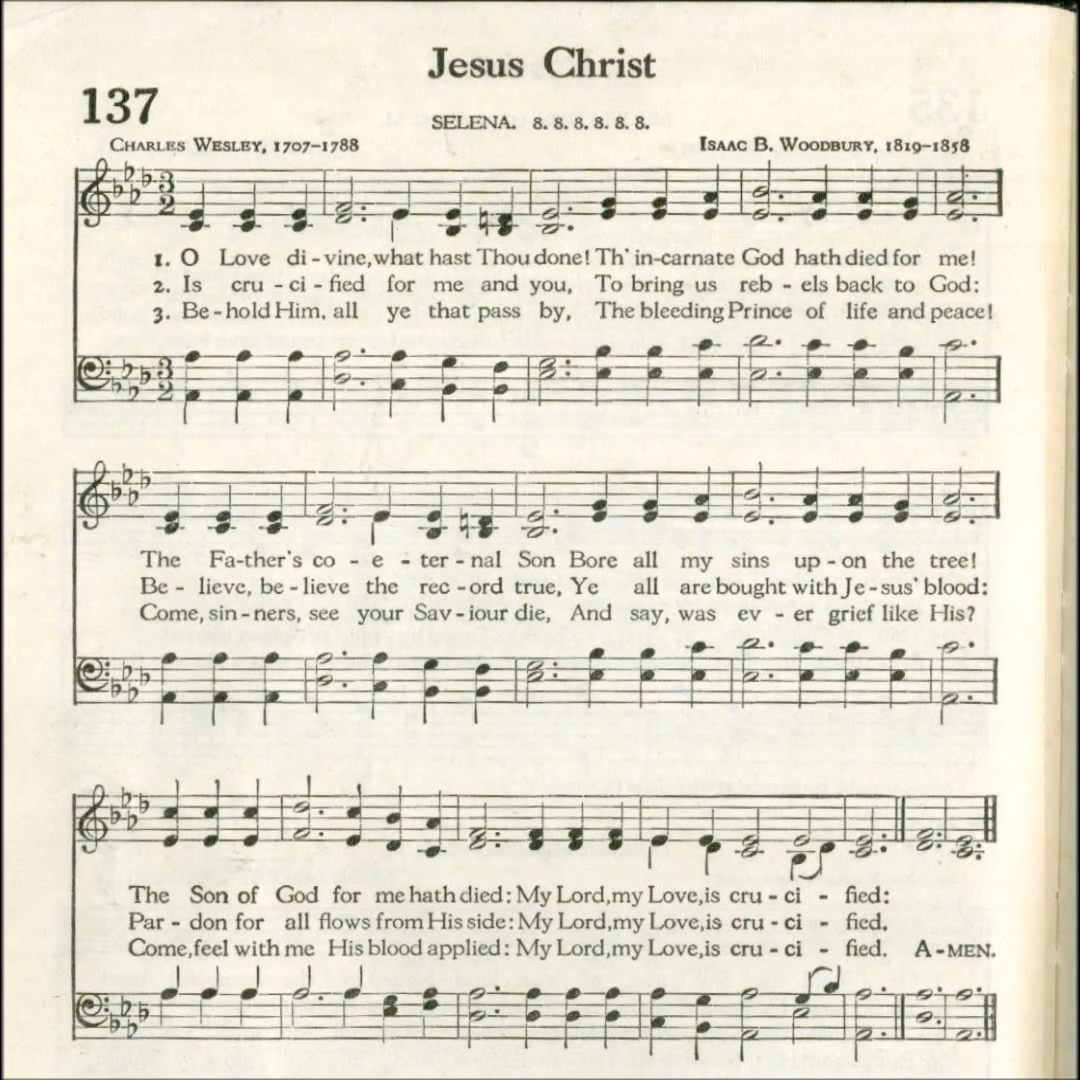 Jesus Christ
137
SELENA. 8. 8. 8. 8. 8. 8.
CHARLES WESLEY, 1707–1788
ISAAC B. WOODBURY, 1819–1858
1. O Love di-vine, what hast Thou done! Th' in-carnate God hath died for me!
2. Is cru - ci - fied for me and you, To bring us reb - els back to God:
3. Be-hold Him, all ye that pass by, The bleeding Prince of life and peace!
The Fa-ther's co - e - ter - nal Son Bore all my sins up-on the tree!
Be - lieve, be - lieve the rec - ord true, Ye all are bought with Je-sus' blood:
Come, sin - ners, see your Sav - iour die, And say, was ev - er grief like His?
The Son of God for me hath died: My Lord, my Love, is cru - ci - fied:
Par - don for all flows from His side: My Lord, my Love, is cru - ci - fied.
Come, feel with me His blood applied: My Lord, my Love, is cru - ci - fied. A-MEN.